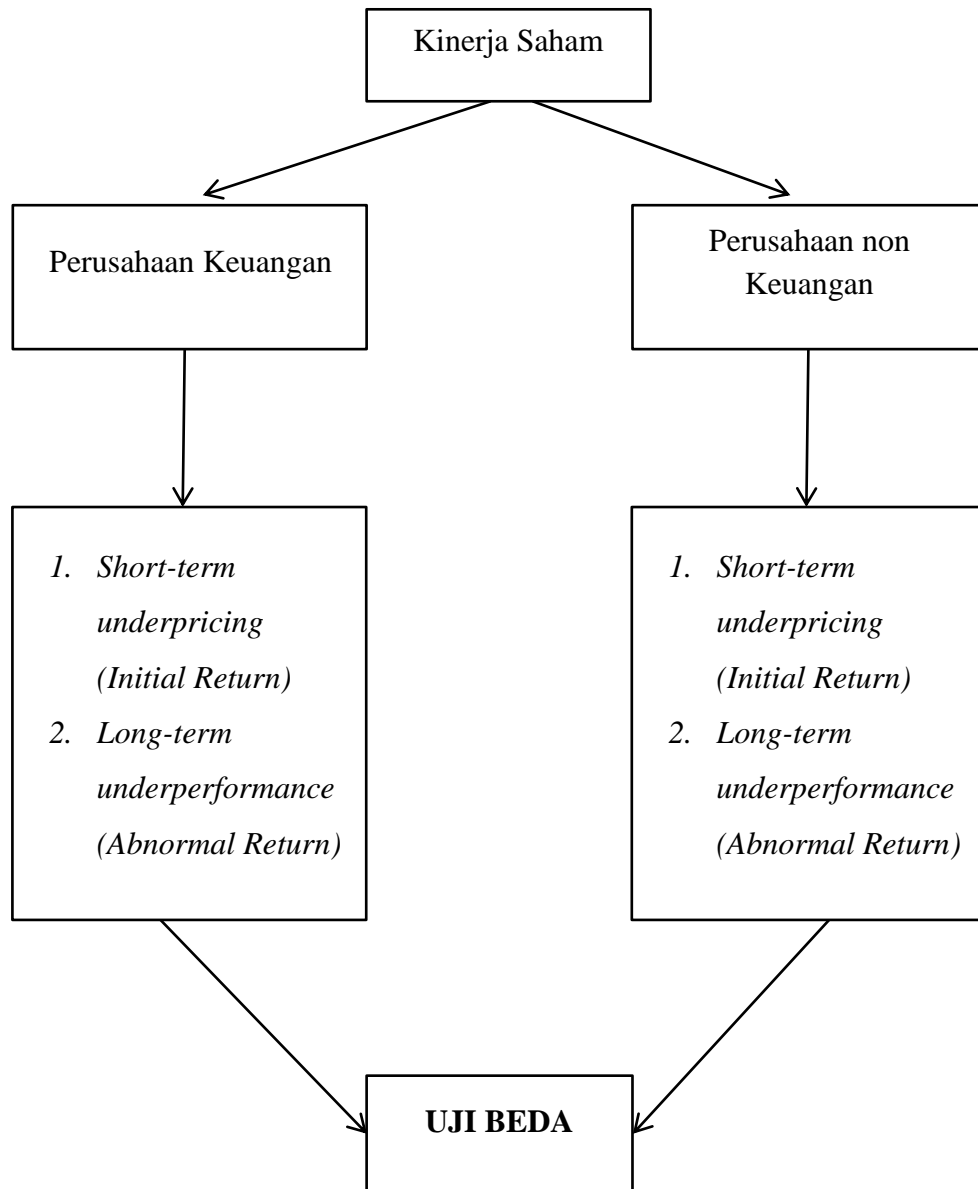 Kinerja Saham
Perusahaan Keuangan
Perusahaan non
Keuangan
1. Short-term
underpricing
(Initial Return)
2. Long-term
underperformance
(Abnormal Return)
1. Short-term
underpricing
(Initial Return)
2. Long-term
underperformance
(Abnormal Return)
UJI BEDA